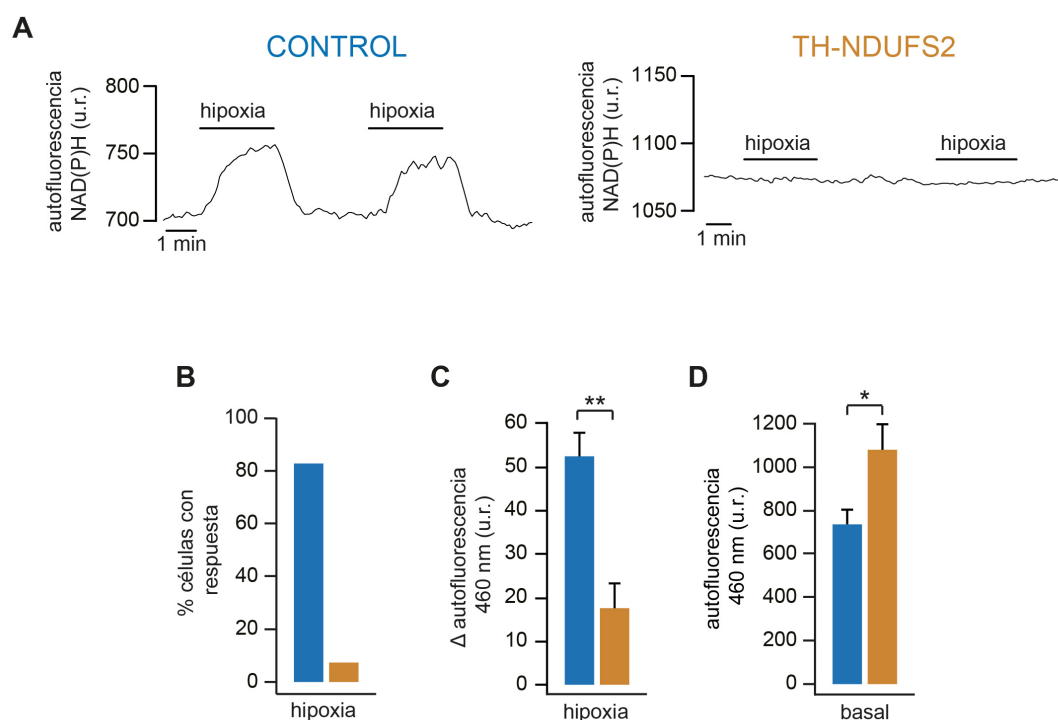 A
CONTROL
TH-NDUFS2
autofluorescencia
NAD(P)H (u.r.)
800
750
700
hipoxia
hipoxia
1 min
autofluorescencia
NAD(P)H (u.r.)
1150
1100
1050
hipoxia
hipoxia
1 min
B
% células con
respuesta
100
80
60
40
20
0
hipoxia
C
Δ autofluorescencia
460 nm (u.r.)
60
50
40
30
20
10
0
**
hipoxia
D
autofluorescencia
460 nm (u.r.)
1200
1000
800
600
400
200
0
*
basal